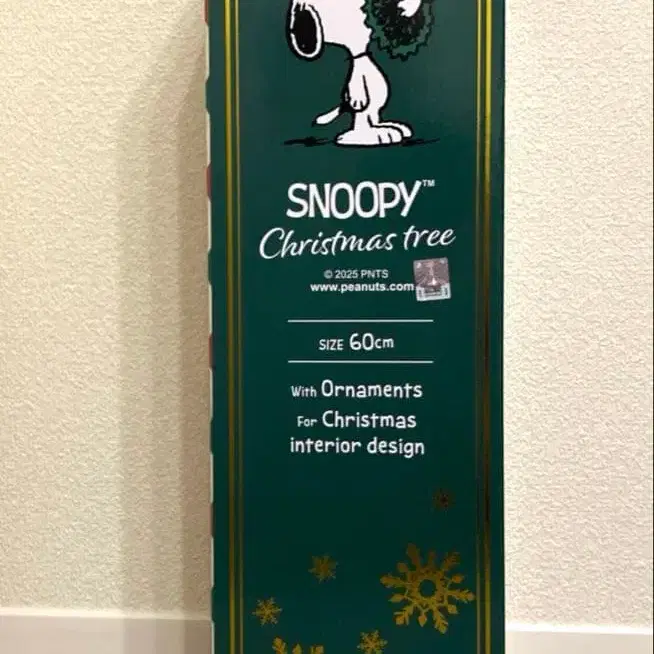 SNOOPY™
Christmas tree
© 2025 PNTS
www.peanuts.com
SIZE 60cm
With Ornaments
For Christmas
interior design